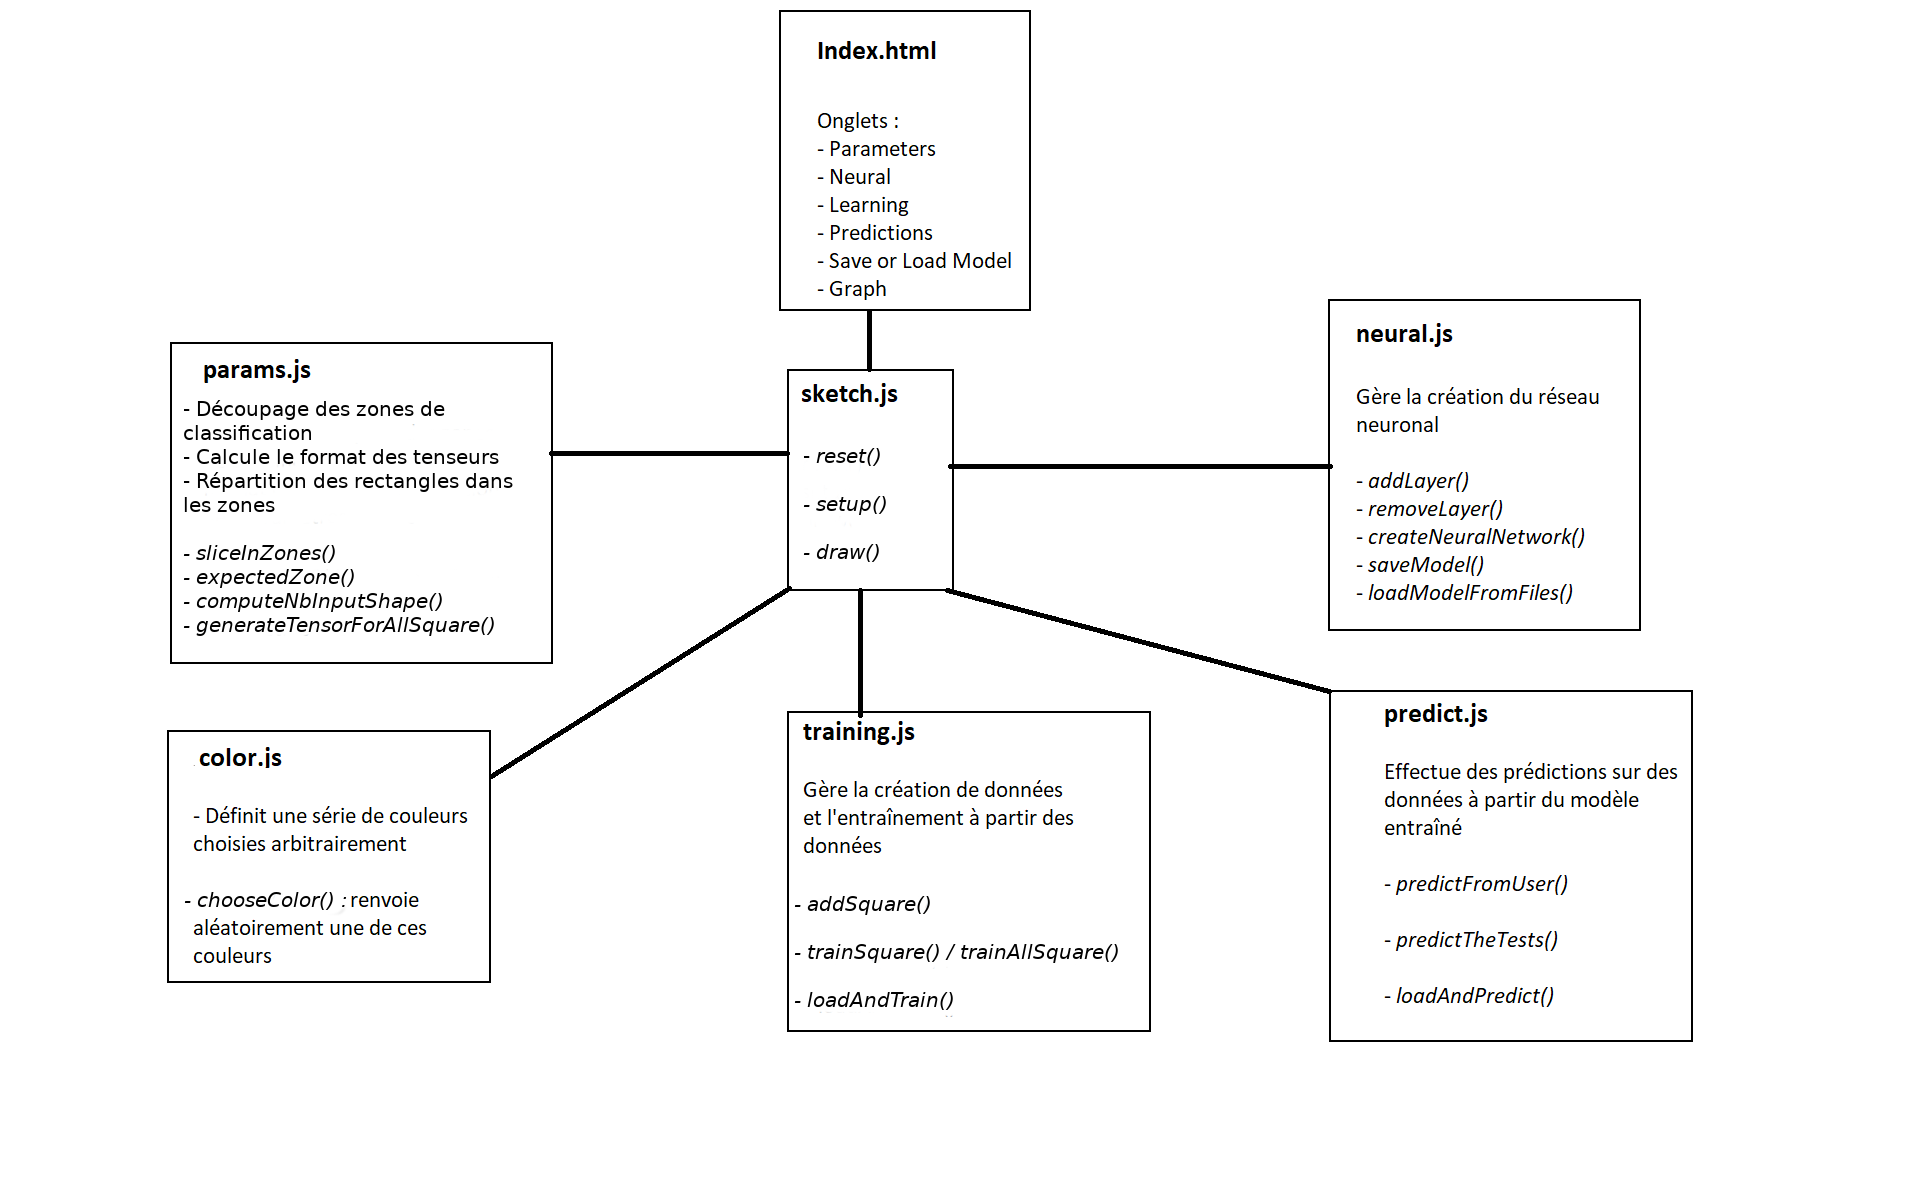 Index.html
Onglets :
- Parameters
- Neural
- Learning
- Predictions
- Save or Load Model
- Graph
params.js
- Découpage des zones de
classification
- Calcule le format des tenseurs
- Répartition des rectangles dans
les zones
- sliceInZones()
- expectedZone()
- computeNbInputShape()
- generateTensorForAllSquare()
sketch.js
- reset()
- setup()
- draw()
neural.js
Gère la création du réseau
neuronal
- addLayer()
- removeLayer()
- createNeuralNetwork()
- saveModel()
- loadModelFromFiles()
color.js
- Définit une série de couleurs
choisies arbitrairement
- chooseColor() : renvoie
aléatoirement une de ces
couleurs
training.js
Gère la création de données
et l'entraînement à partir des
données
- addSquare()
- trainSquare() / trainAllSquare()
- loadAndTrain()
predict.js
Effectue des prédictions sur des
données à partir du modèle
entraîné
- predictFromUser()
- predictTheTests()
- loadAndPredict()